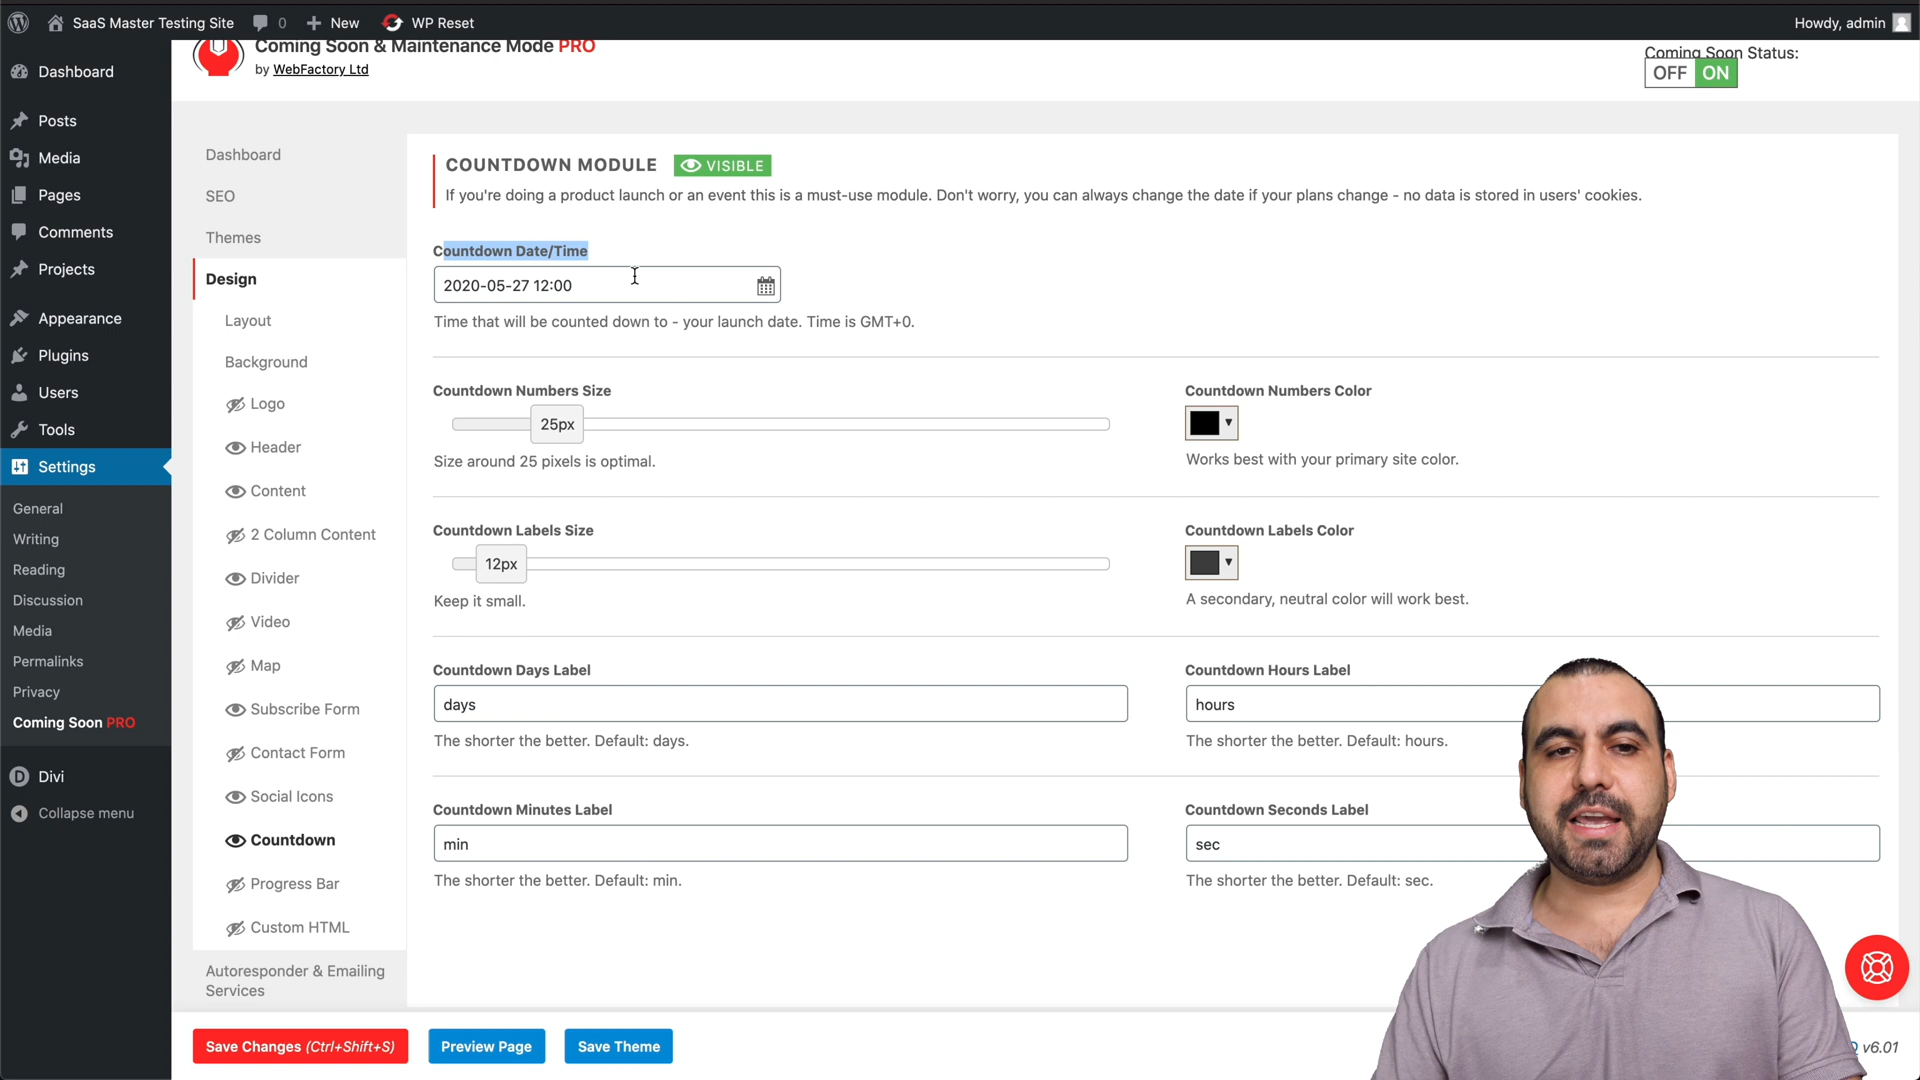 SaaS Master Testing Site
0
New
WP Reset
Howdy, admin
Coming Soon & Maintenance Mode PRO
by WebFactory Ltd
Coming Soon Status:
OFF ON
Dashboard
Posts
Media
Pages
Comments
Projects
Appearance
Plugins
Users
Tools
Settings
General
Writing
Reading
Discussion
Media
Permalinks
Privacy
Coming Soon PRO
Divi
Collapse menu
Dashboard
SEO
Themes
Design
Layout
Background
Logo
Header
Content
2 Column Content
Divider
Video
Map
Subscribe Form
Contact Form
Social Icons
Countdown
Progress Bar
Custom HTML
Autoresponder & Emailing
Services
COUNTDOWN MODULE VISIBLE
If you're doing a product launch or an event this is a must-use module. Don't worry, you can always change the date if your plans change - no data is stored in users' cookies.
Countdown Date/Time
2020-05-27 12:00
Time that will be counted down to - your launch date. Time is GMT+0.
Countdown Numbers Size
25px
Size around 25 pixels is optimal.
Countdown Numbers Color
Works best with your primary site color.
Countdown Labels Size
12px
Keep it small.
Countdown Labels Color
A secondary, neutral color will work best.
Countdown Days Label
days
The shorter the better. Default: days.
Countdown Hours Label
hours
The shorter the better. Default: hours.
Countdown Minutes Label
min
The shorter the better. Default: min.
Countdown Seconds Label
sec
The shorter the better. Default: sec.
Save Changes (Ctrl+Shift+S)
Preview Page
Save Theme
v6.01